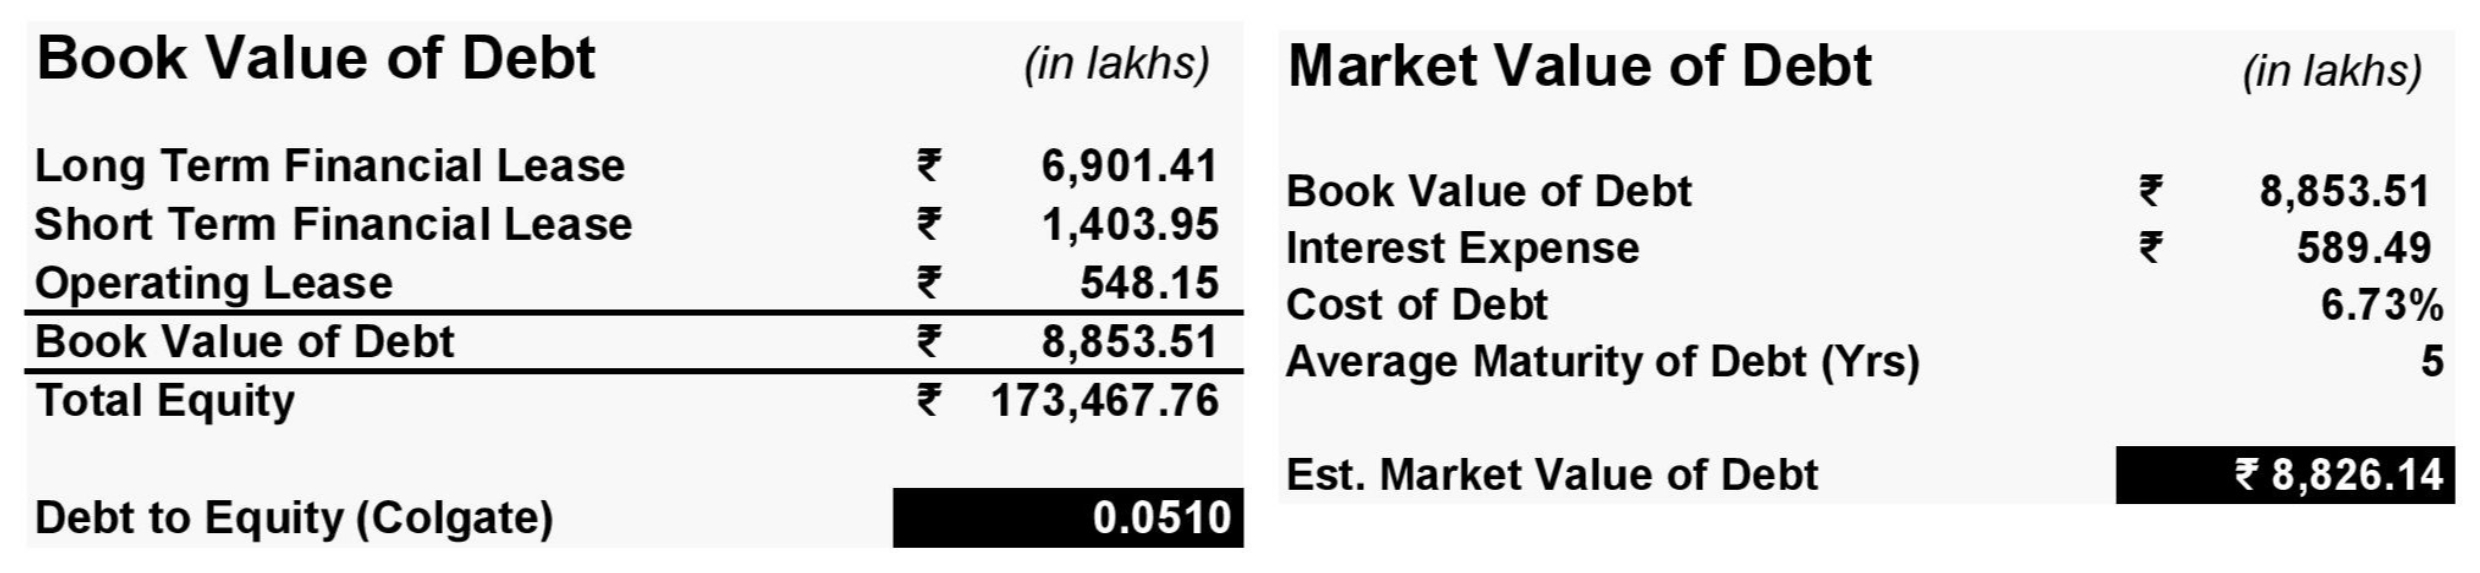 Book Value of Debt (in lakhs)
Long Term Financial Lease ₹ 6,901.41
Short Term Financial Lease ₹ 1,403.95
Operating Lease ₹ 548.15
Book Value of Debt ₹ 8,853.51
Total Equity ₹ 173,467.76
Debt to Equity (Colgate) 0.0510
Market Value of Debt (in lakhs)
Book Value of Debt ₹ 8,853.51
Interest Expense ₹ 589.49
Cost of Debt 6.73%
Average Maturity of Debt (Yrs) 5
Est. Market Value of Debt ₹ 8,826.14